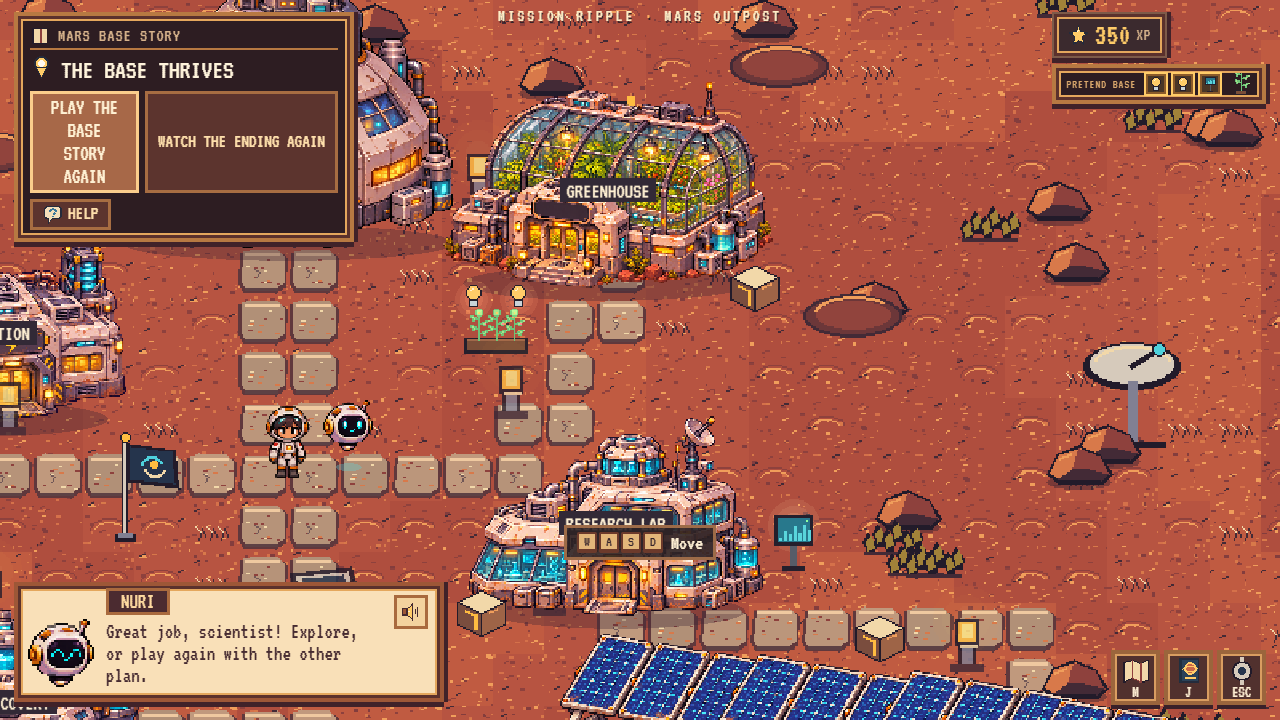 MISSION RIPPLE · MARS OUTPOST
MARS BASE STORY
THE BASE THRIVES
PLAY THE
BASE
STORY
AGAIN
WATCH THE ENDING AGAIN
? HELP
350 XP
PRETEND BASE
GREENHOUSE
TION
RESEARCH LAB
W A S D Move
NURI
Great job, scientist! Explore,
or play again with the other
plan.
COVERY
M
J
ESC